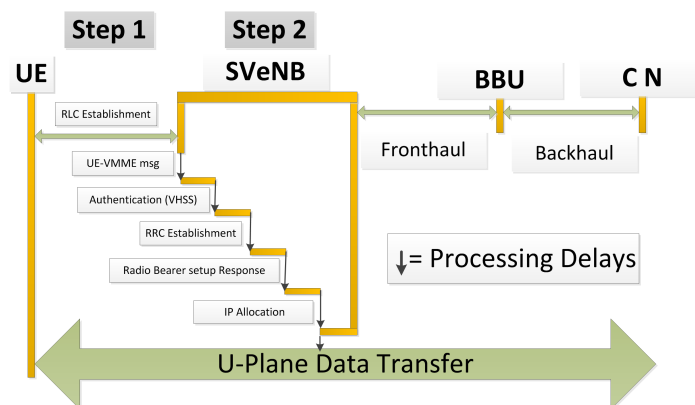 Step 1
Step 2
UE
SVeNB
BBU
C N
RLC Establishment
Fronthaul
Backhaul
UE-VMME msg
Authentication (VHSS)
RRC Establishment
Radio Bearer setup Response
IP Allocation
↓= Processing Delays
U-Plane Data Transfer